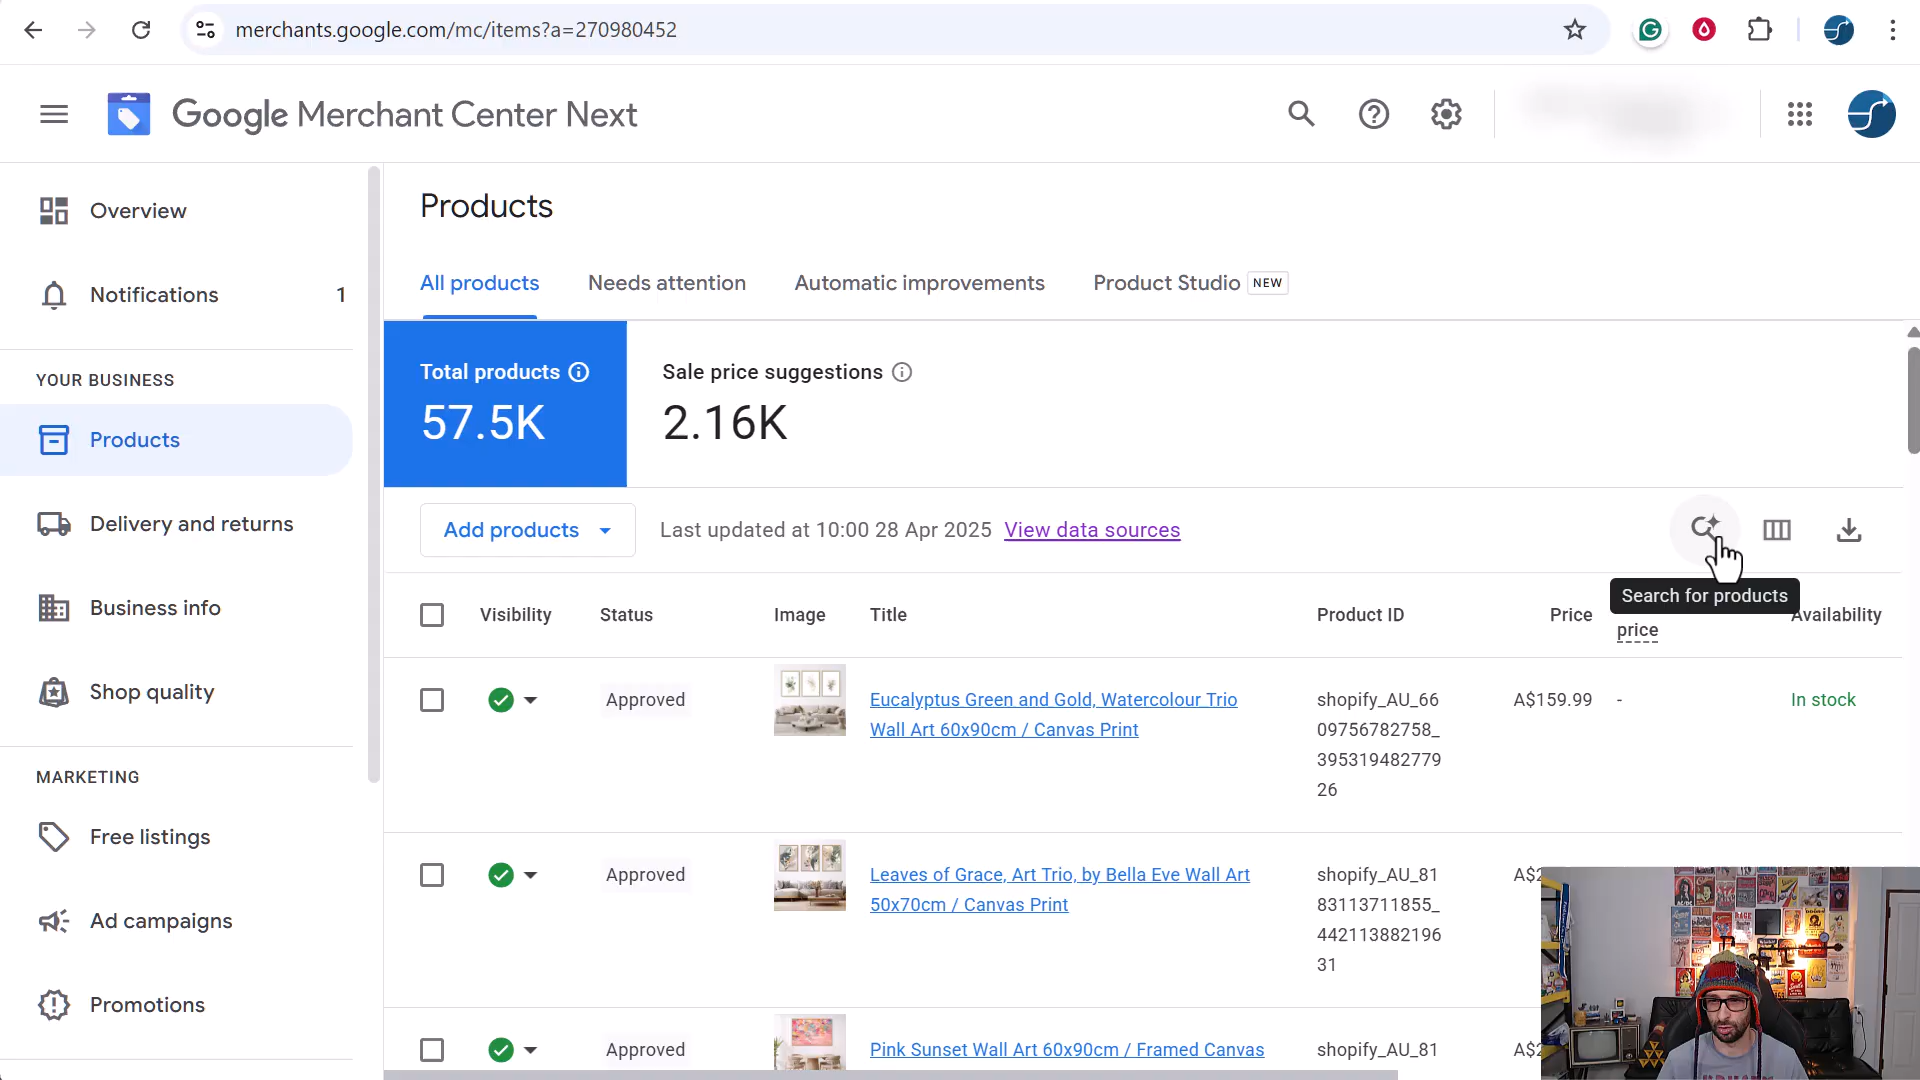 merchants.google.com/mc/items?a=270980452
Google Merchant Center Next
Overview
Notifications 1
YOUR BUSINESS
Products
Delivery and returns
Business info
Shop quality
MARKETING
Free listings
Ad campaigns
Promotions
Products
All products
Needs attention
Automatic improvements
Product Studio NEW
Total products
57.5K
Sale price suggestions
2.16K
Add products
Last updated at 10:00 28 Apr 2025 View data sources
Search for products
Visibility
Status
Image
Title
Product ID
Price
price
Availability
Approved
Eucalyptus Green and Gold, Watercolour Trio
Wall Art 60x90cm / Canvas Print
shopify_AU_66
09756782758_
395319482779
26
A$159.99
-
In stock
Approved
Leaves of Grace, Art Trio, by Bella Eve Wall Art
50x70cm / Canvas Print
shopify_AU_81
83113711855_
442113882196
31
A$2
Approved
Pink Sunset Wall Art 60x90cm / Framed Canvas
shopify_AU_81
A$2